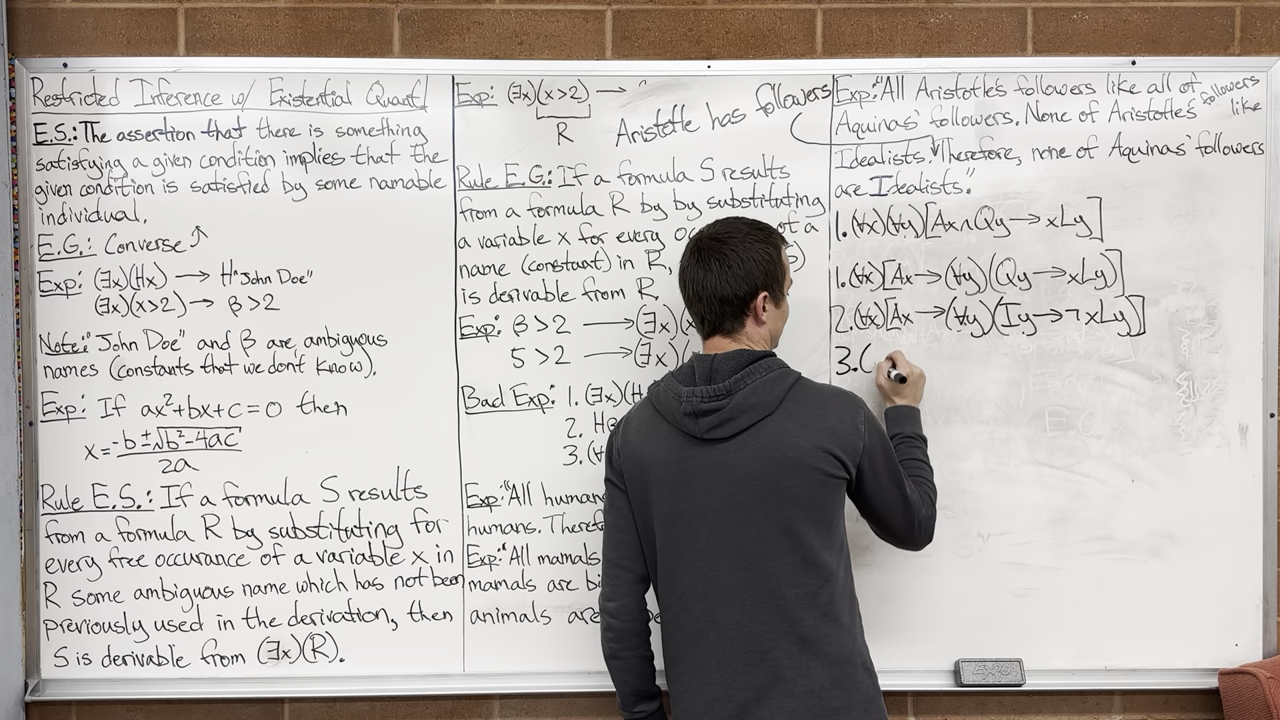 Restricted Inference w/ Existential Quant.
E.S.: The assertion that there is something
satisfying a given condition implies that the
given condition is satisfied by some namable
individual.
E.G.: Converse
Exp: (∃x)(Hx) → H"John Doe"
(∃x)(x>2) → β>2
Note: "John Doe" and β are ambiguous
names (constants that we don't know).
Exp: If ax²+bx+c=0 then
x = -b±√b²-4ac
2a
Rule E.S.: If a formula S results
from a formula R by substituting for
every free occurance of a variable x in
R some ambiguous name which has not been
previously used in the derivation, then
S is derivable from (∃x)(R).
Exp: (∃x)(x>2) →
R
Aristotle has followers
Rule E.G.: If a formula S results
from a formula R by by substituting
a variable x for every of a
name (constant) in R,
is derivable from R.
Exp: β>2 → (∃x)(
5>2 → (∃x)(
Bad Exp: 1. (∃x)(H
2. H
3. (
Exp: "All human
humans.
Exp: "All mamals
mamals are
animals are
Exp: "All Aristotle's followers like all of
Aquinas' followers. None of Aristotle's followers like
Idealists. Therefore, none of Aquinas' followers
are Idealists."
1. (∀x)(∀y)[Ax∧Qy → xLy]
1. (∀x)[Ax → (∀y)(Qy → xLy)]
2. (∀x)[Ax → (∀y)(Iy → ¬xLy)]
3. (